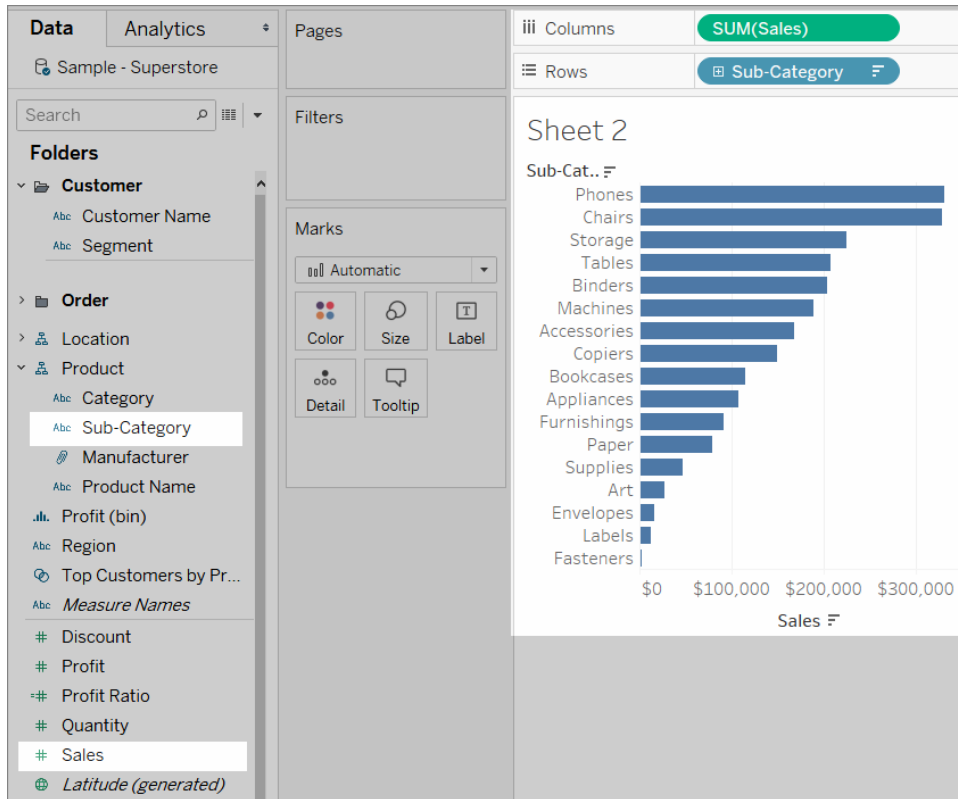 Data
Analytics
Sample - Superstore
Search
Folders
Customer
Abc Customer Name
Abc Segment
Order
Location
Product
Abc Category
Abc Sub-Category
Manufacturer
Abc Product Name
Profit (bin)
Abc Region
Top Customers by Pr...
Abc Measure Names
# Discount
# Profit
=# Profit Ratio
# Quantity
# Sales
Latitude (generated)
Pages
Filters
Marks
Automatic
Color
Size
T
Label
Detail
Tooltip
iii Columns
SUM(Sales)
Rows
Sub-Category
Sheet 2
Sub-Cat..
Phones
Chairs
Storage
Tables
Binders
Machines
Accessories
Copiers
Bookcases
Appliances
Furnishings
Paper
Supplies
Art
Envelopes
Labels
Fasteners
$0 $100,000 $200,000 $300,000
Sales